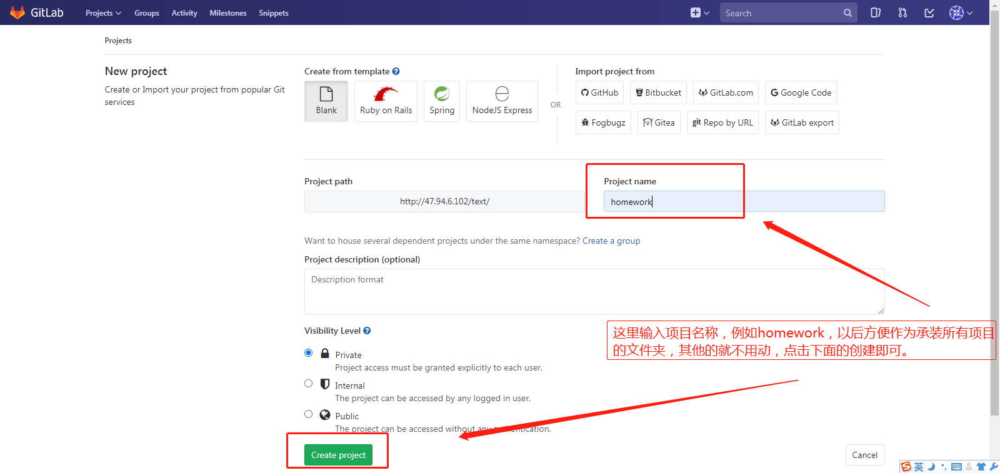 GitLab Projects Groups Activity Milestones Snippets Search
Projects
New project
Create or Import your project from popular Git
services
Create from template
Blank Ruby on Rails Spring NodeJS Express
OR
Import project from
GitHub Bitbucket GitLab.com Google Code
Fogbugz Gitea git Repo by URL GitLab export
Project path
http://47.94.6.102/text/
Project name
homework
Want to house several dependent projects under the same namespace? Create a group
Project description (optional)
Description format
Visibility Level
Private
Project access must be granted explicitly to each user.
Internal
The project can be accessed by any logged in user.
Public
The project can be accessed without any authentication.
这里输入项目名称，例如homework，以后方便作为承装所有项目
的文件夹，其他的就不用动，点击下面的创建即可。
Create project Cancel
S 英